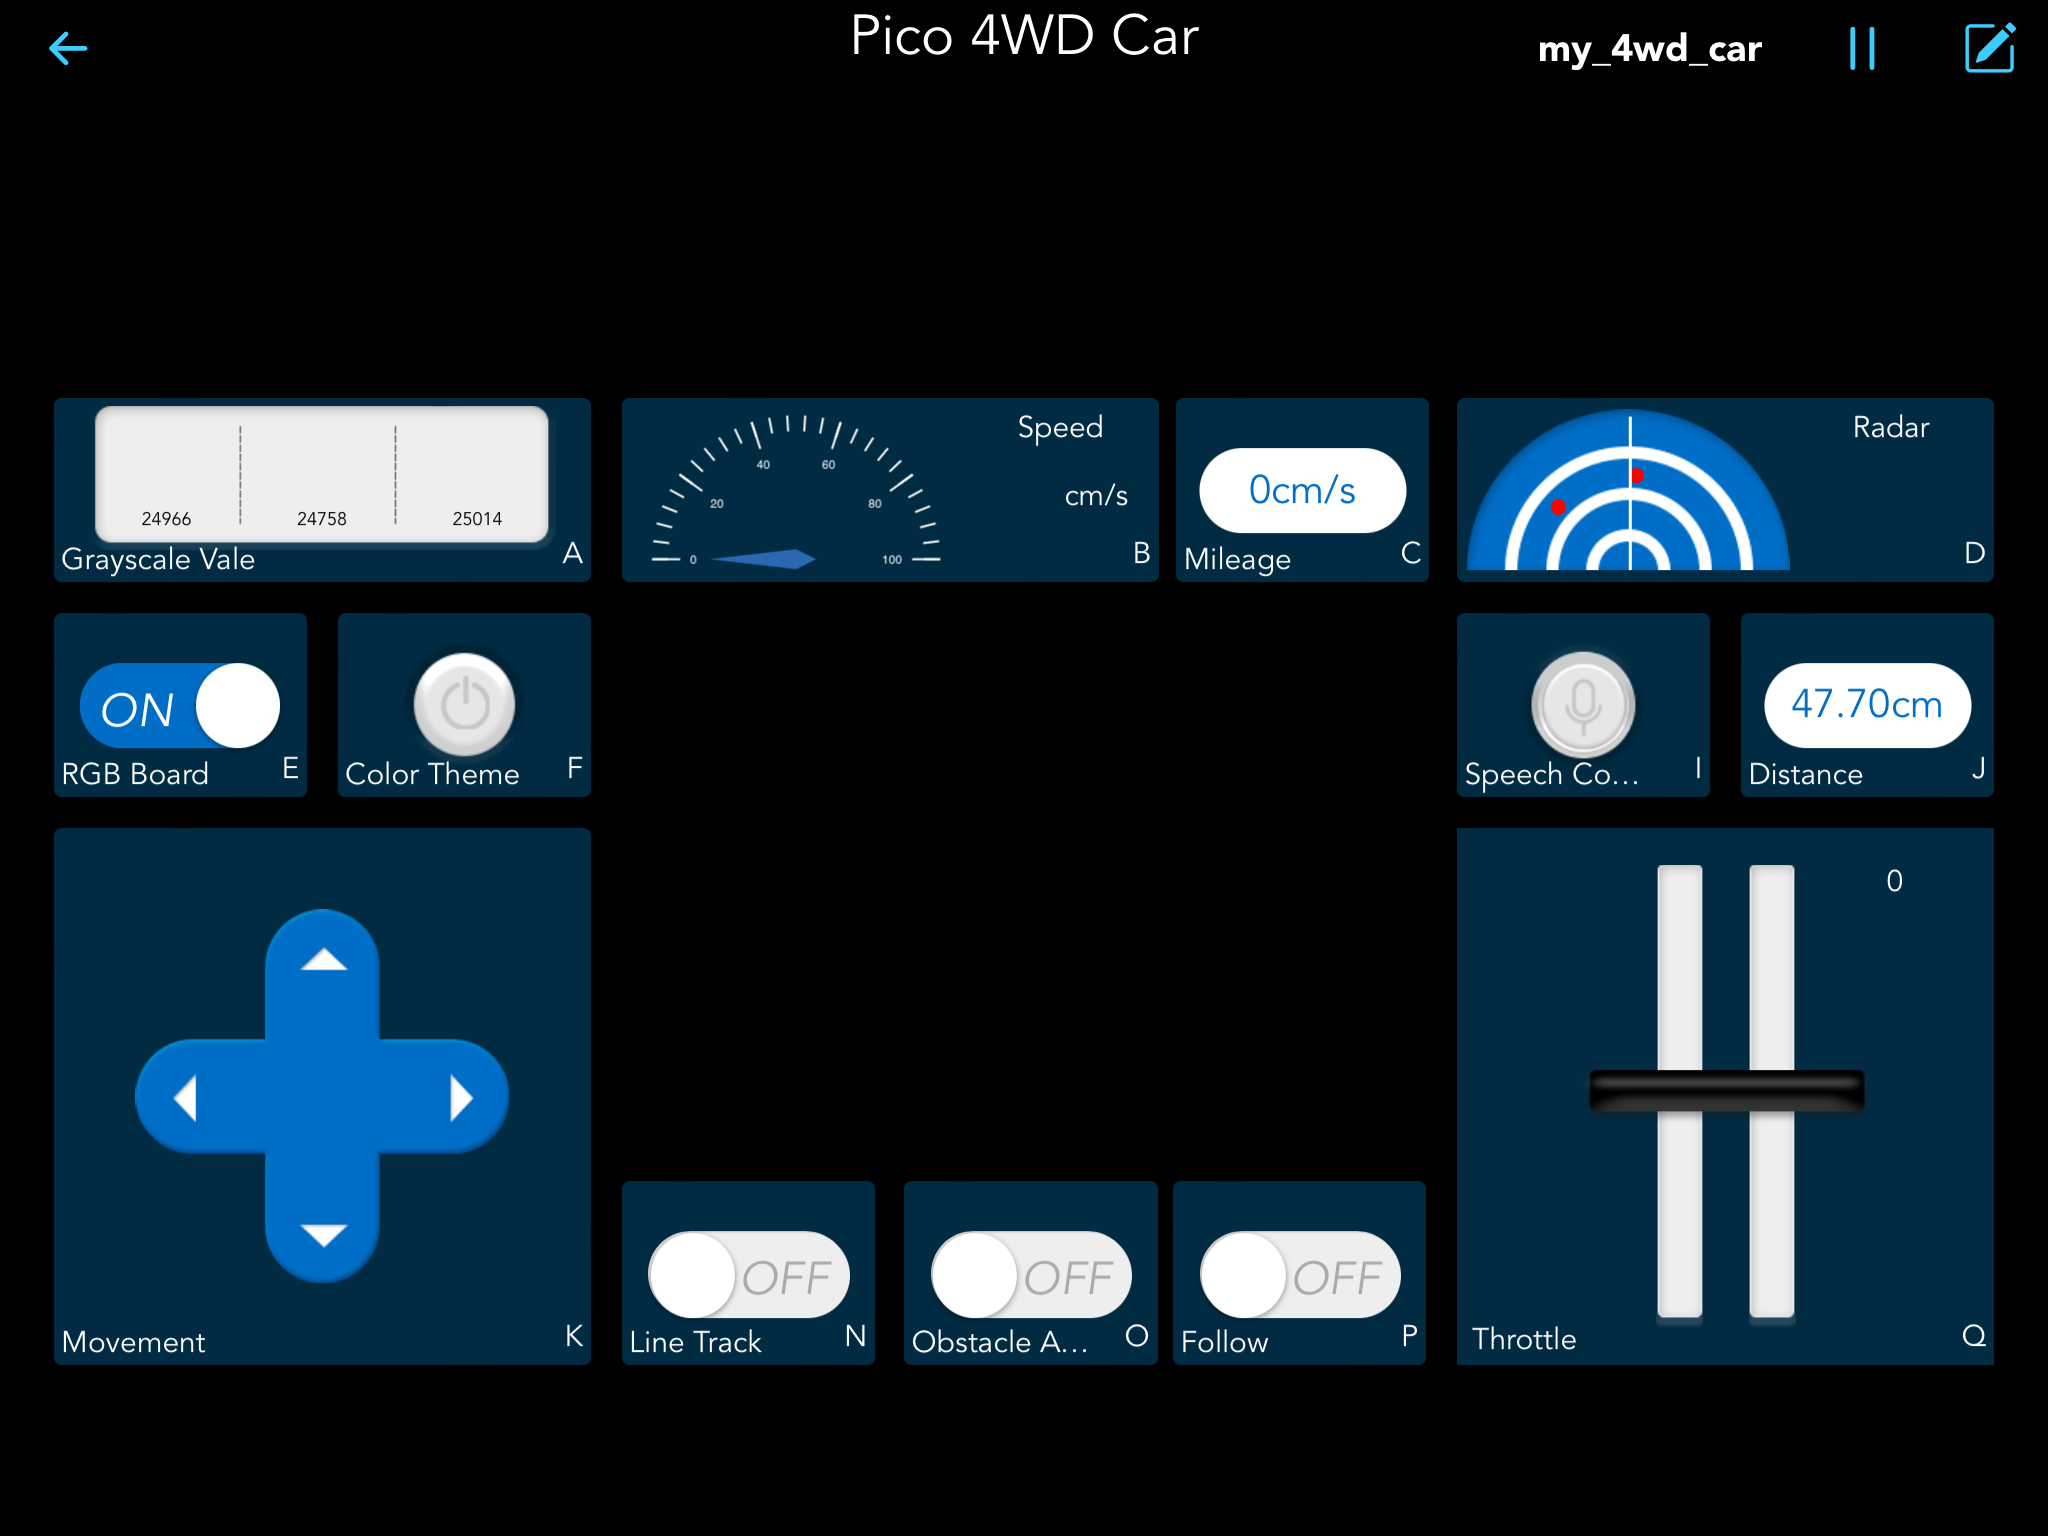 Pico 4WD Car
my_4wd_car
24966 24758 25014
Grayscale Vale A
Speed
cm/s
0 20 40 60 80 100
B
0cm/s
Mileage C
Radar
D
ON
RGB Board E
Color Theme F
Speech Co... I
47.70cm
Distance J
Movement K
OFF
Line Track N
OFF
Obstacle A... O
OFF
Follow P
0
Throttle Q